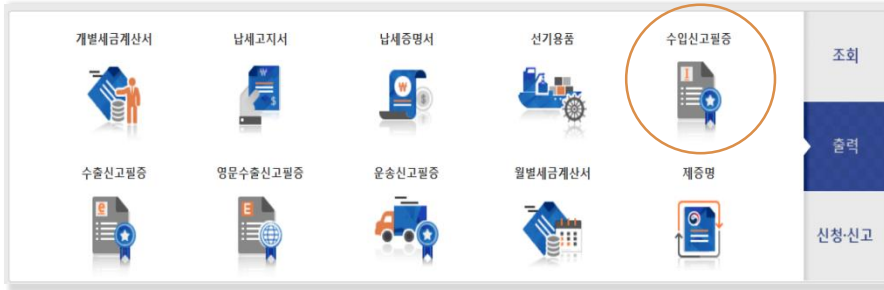 개별세금계산서 납세고지서 납세증명서 선기용품 수입신고필증
수출신고필증 영문수출신고필증 운송신고필증 월별세금계산서 제증명
조회
출력
신청·신고